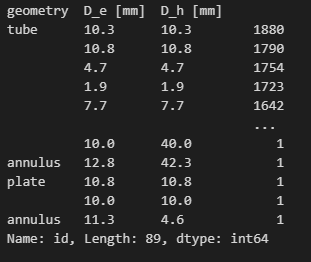 geometry  D_e [mm]  D_h [mm]
tube      10.3      10.3        1880
          10.8      10.8        1790
          4.7       4.7         1754
          1.9       1.9         1723
          7.7       7.7         1642
                                ...
          10.0      40.0           1
annulus   12.8      42.3           1
plate     10.8      10.8           1
          10.0      10.0           1
annulus   11.3      4.6            1
Name: id, Length: 89, dtype: int64